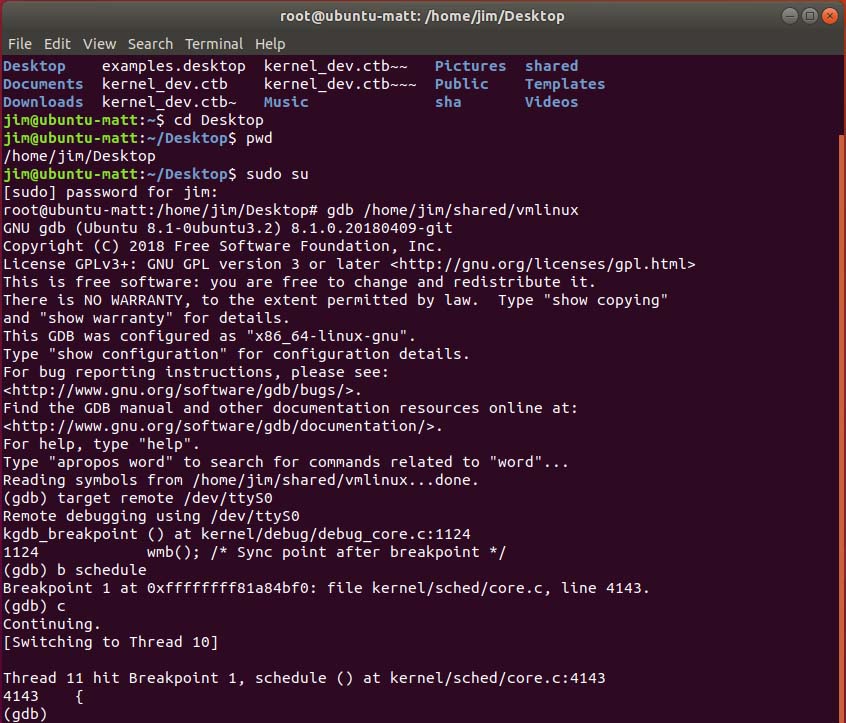 root@ubuntu-matt: /home/jim/Desktop
File Edit View Search Terminal Help
Desktop    examples.desktop  kernel_dev.ctb~~   Pictures  shared
Documents  kernel_dev.ctb    kernel_dev.ctb~~~  Public    Templates
Downloads  kernel_dev.ctb~   Music              sha       Videos
jim@ubuntu-matt:~$ cd Desktop
jim@ubuntu-matt:~/Desktop$ pwd
/home/jim/Desktop
jim@ubuntu-matt:~/Desktop$ sudo su
[sudo] password for jim:
root@ubuntu-matt:/home/jim/Desktop# gdb /home/jim/shared/vmlinux
GNU gdb (Ubuntu 8.1-0ubuntu3.2) 8.1.0.20180409-git
Copyright (C) 2018 Free Software Foundation, Inc.
License GPLv3+: GNU GPL version 3 or later <http://gnu.org/licenses/gpl.html>
This is free software: you are free to change and redistribute it.
There is NO WARRANTY, to the extent permitted by law.  Type "show copying"
and "show warranty" for details.
This GDB was configured as "x86_64-linux-gnu".
Type "show configuration" for configuration details.
For bug reporting instructions, please see:
<http://www.gnu.org/software/gdb/bugs/>.
Find the GDB manual and other documentation resources online at:
<http://www.gnu.org/software/gdb/documentation/>.
For help, type "help".
Type "apropos word" to search for commands related to "word"...
Reading symbols from /home/jim/shared/vmlinux...done.
(gdb) target remote /dev/ttyS0
Remote debugging using /dev/ttyS0
kgdb_breakpoint () at kernel/debug/debug_core.c:1124
1124            wmb(); /* Sync point after breakpoint */
(gdb) b schedule
Breakpoint 1 at 0xffffffff81a84bf0: file kernel/sched/core.c, line 4143.
(gdb) c
Continuing.
[Switching to Thread 10]
Thread 11 hit Breakpoint 1, schedule () at kernel/sched/core.c:4143
4143    {
(gdb)